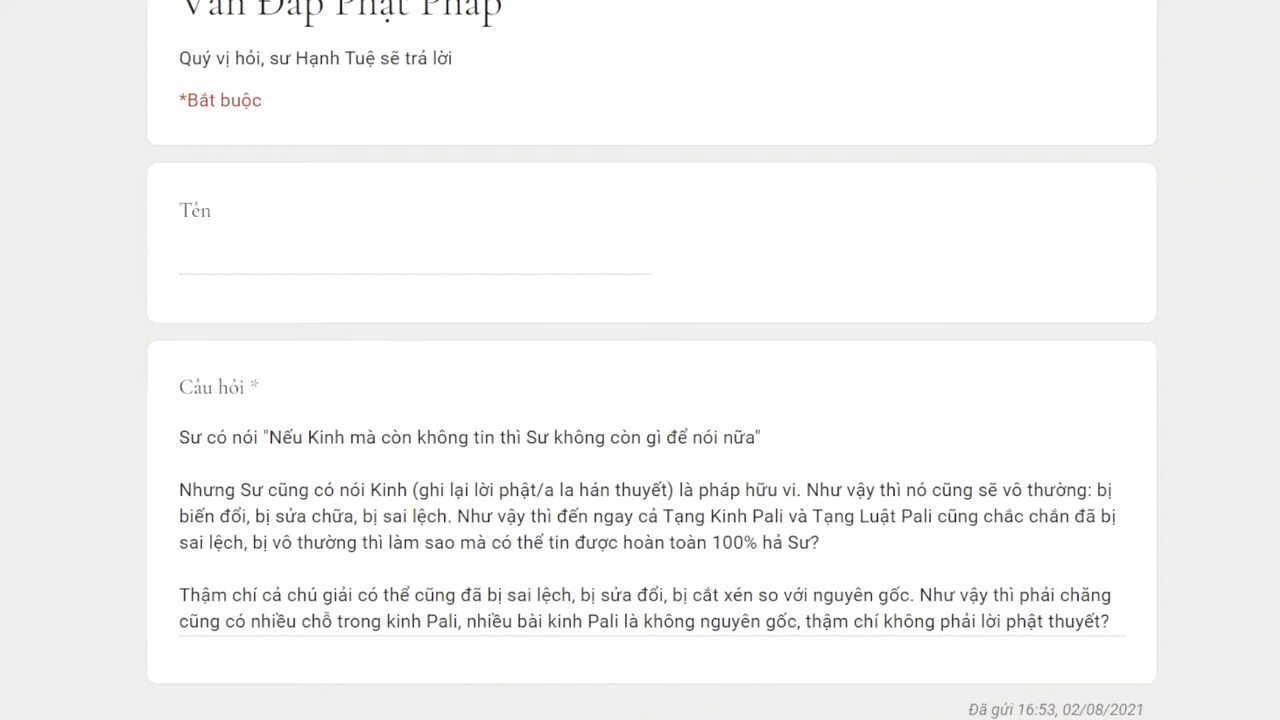 Vấn Đáp Phật Pháp
Quý vị hỏi, sư Hạnh Tuệ sẽ trả lời
*Bắt buộc
Tên
Câu hỏi *
Sư có nói "Nếu Kinh mà còn không tin thì Sư không còn gì để nói nữa"
Nhưng Sư cũng có nói Kinh (ghi lại lời phật/a la hán thuyết) là pháp hữu vi. Như vậy thì nó cũng sẽ vô thường: bị
biến đổi, bị sửa chữa, bị sai lệch. Như vậy thì đến ngay cả Tạng Kinh Pali và Tạng Luật Pali cũng chắc chắn đã bị
sai lệch, bị vô thường thì làm sao mà có thể tin được hoàn toàn 100% hả Sư?
Thậm chí cả chú giải có thể cũng đã bị sai lệch, bị sửa đổi, bị cắt xén so với nguyên gốc. Như vậy thì phải chăng
cũng có nhiều chỗ trong kinh Pali, nhiều bài kinh Pali là không nguyên gốc, thậm chí không phải lời phật thuyết?
Đã gửi 16:53, 02/08/2021